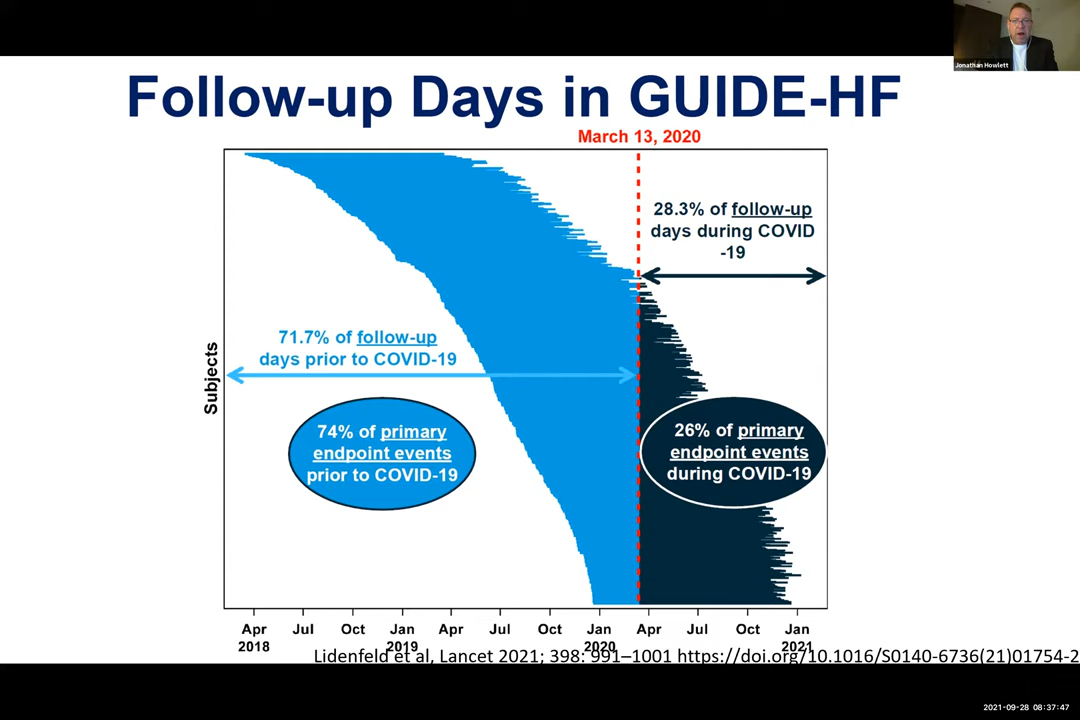 Jonathan Howlett
Follow-up Days in GUIDE-HF
March 13, 2020
28.3% of follow-up
days during COVID
-19
71.7% of follow-up
days prior to COVID-19
Subjects
74% of primary
endpoint events
prior to COVID-19
26% of primary
endpoint events
during COVID-19
Apr Jul Oct Jan Apr Jul Oct Jan Apr Jul Oct Jan
2018 2019 2020 2021
Lidenfeld et al, Lancet 2021; 398: 991–1001 https://doi.org/10.1016/S0140-6736(21)01754-2
2021-09-28 08:37:47